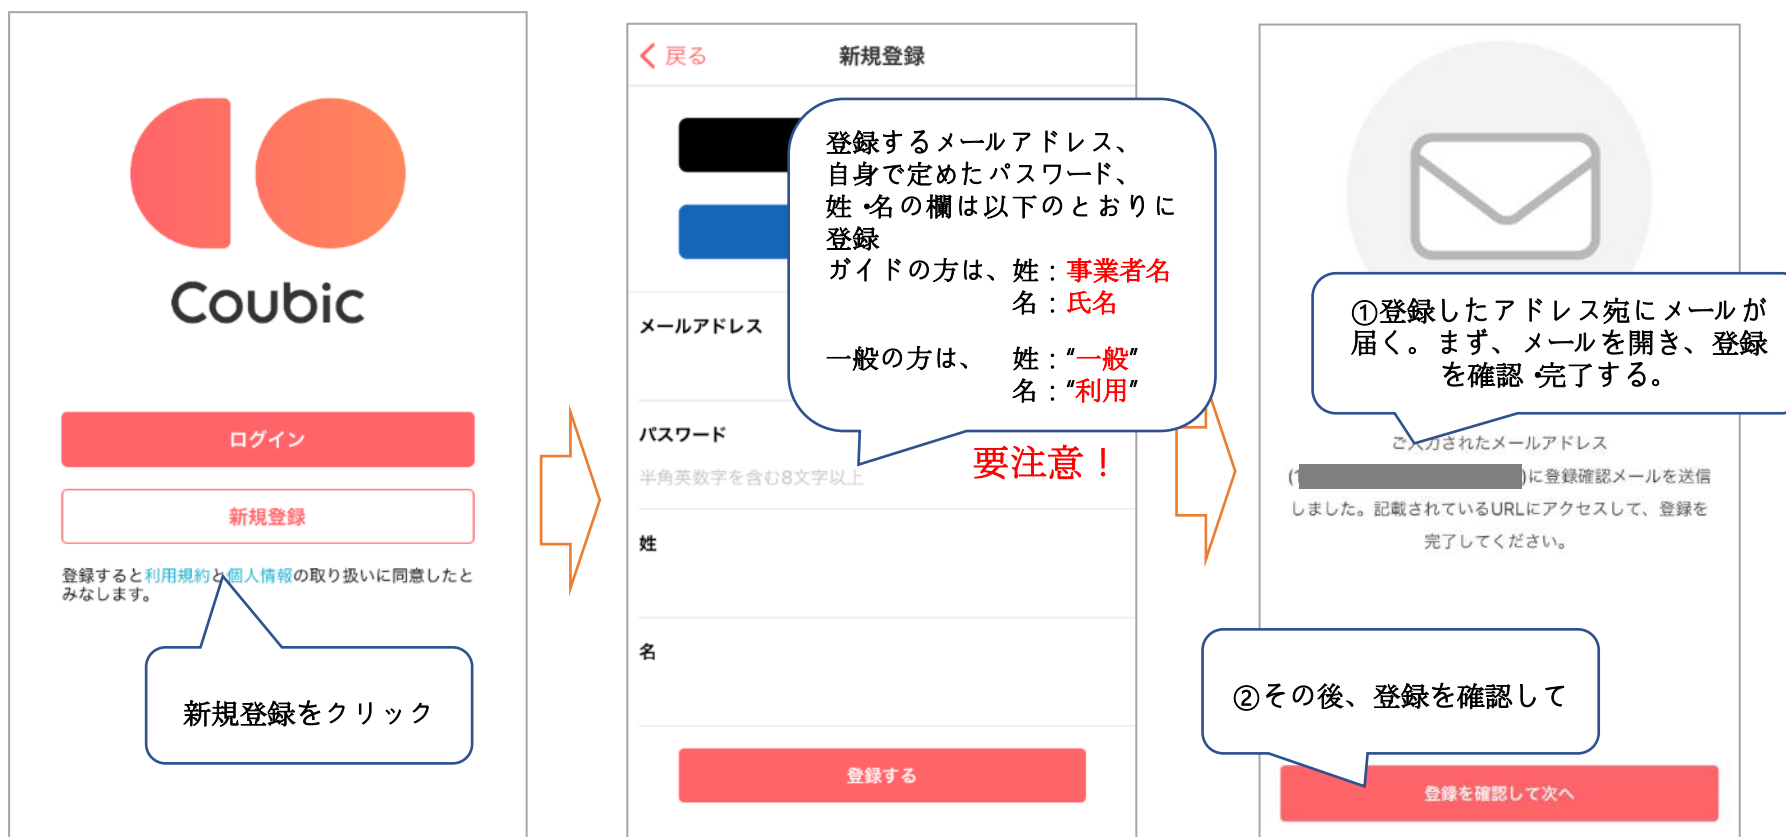 Coubic
ログイン
新規登録
登録すると利用規約と個人情報の取り扱いに同意したと
みなします。
新規登録をクリック
戻る
新規登録
登録するメールアドレス、
自身で定めたパスワード、
姓・名の欄は以下のとおりに
登録
ガイドの方は、姓：事業者名
名：氏名
一般の方は、 姓：“一般”
名：“利用”
メールアドレス
パスワード
半角英数字を含む8文字以上
要注意！
姓
名
登録する
①登録したアドレス宛にメールが
届く。まず、メールを開き、登録
を確認・完了する。
ご入力されたメールアドレス
(1 )に登録確認メールを送信
しました。記載されているURLにアクセスして、登録を
完了してください。
②その後、登録を確認して
登録を確認して次へ